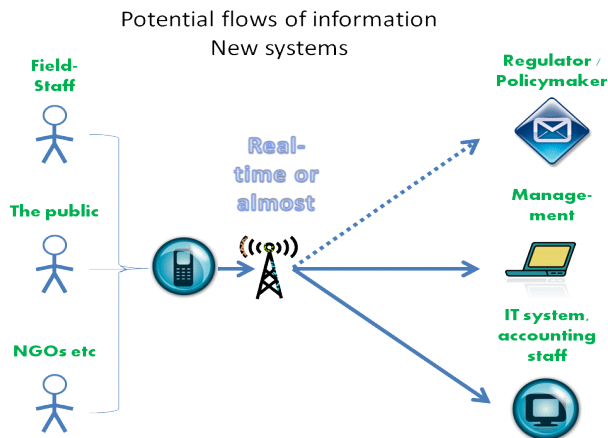 Potential flows of information
New systems
Field-
Staff
Regulator /
Policymaker
Real-
time or
almost
The public
Manage-
ment
NGOs etc
IT system,
accounting
staff